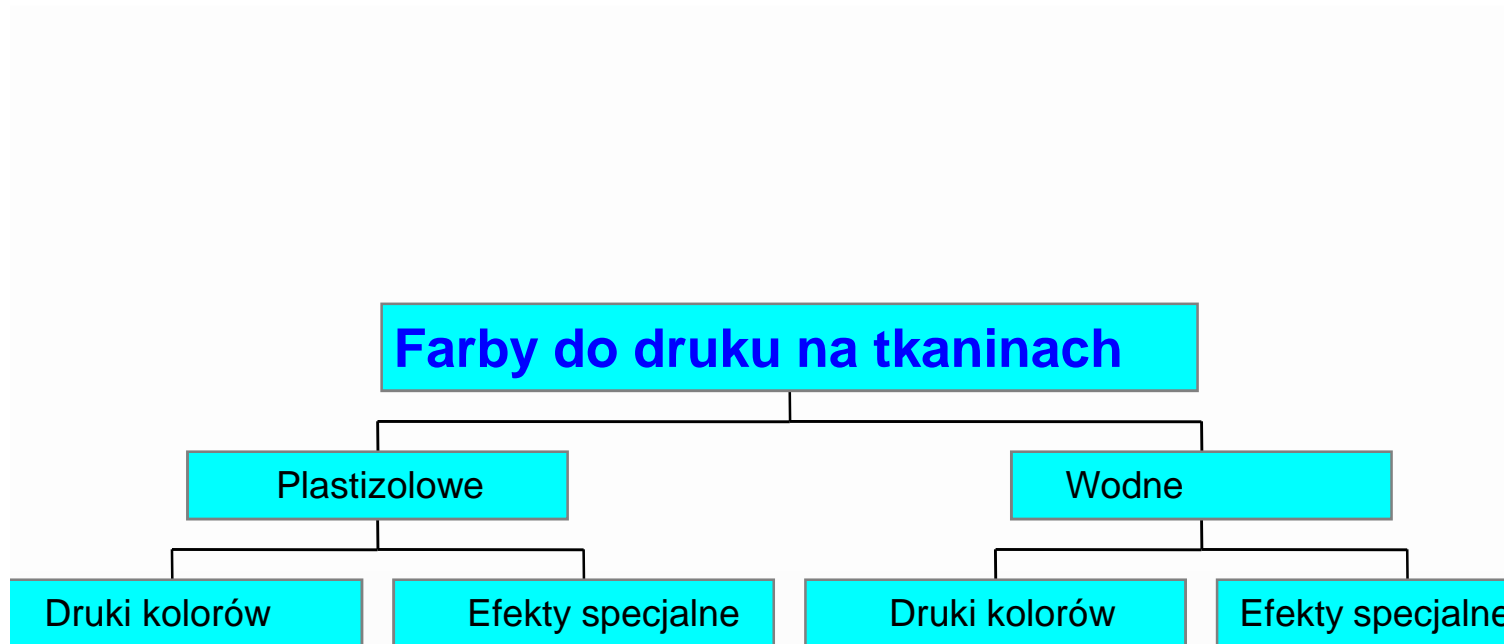 Farby do druku na tkaninach
Plastizolowe
Wodne
Druki kolorów
Efekty specjalne
Druki kolorów
Efekty specjalne